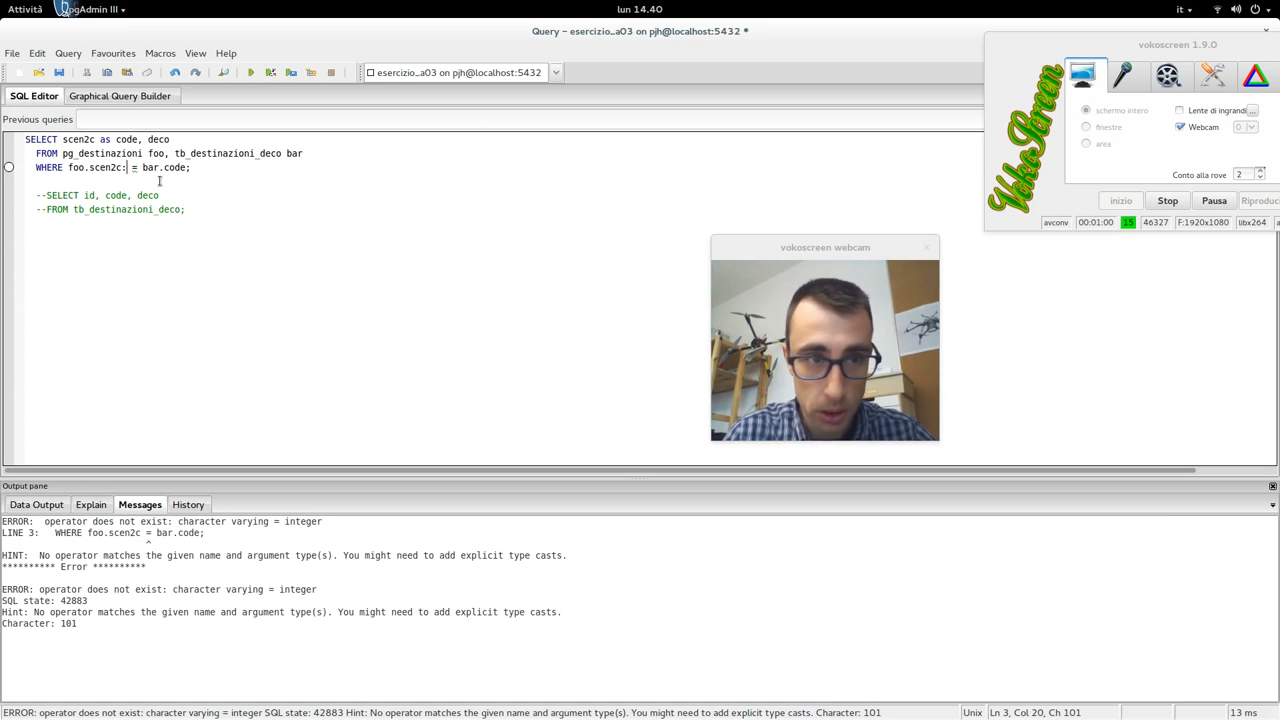 Attività
pgAdmin III
lun 14.40
it
Query – esercizio_a03 on pjh@localhost:5432 *
File Edit Query Favourites Macros View Help
esercizio_a03 on pjh@localhost:5432
SQL Editor
Graphical Query Builder
Previous queries
SELECT scen2c as code, deco
FROM pg_destinazioni foo, tb_destinazioni_deco bar
WHERE foo.scen2c: = bar.code;
--SELECT id, code, deco
--FROM tb_destinazioni_deco;
vokoscreen 1.9.0
VokoScreen
schermo intero
Lente di ingrandi
...
finestre
Webcam
0
area
Conto alla rove
2
inizio
Stop
Pausa
Riproduci
avconv
00:01:00
15
46327
F:1920x1080
libx264
a
vokoscreen webcam
Output pane
Data Output
Explain
Messages
History
ERROR: operator does not exist: character varying = integer
LINE 3: WHERE foo.scen2c = bar.code;
^
HINT: No operator matches the given name and argument type(s). You might need to add explicit type casts.
********** Error **********
ERROR: operator does not exist: character varying = integer
SQL state: 42883
Hint: No operator matches the given name and argument type(s). You might need to add explicit type casts.
Character: 101
ERROR: operator does not exist: character varying = integer SQL state: 42883 Hint: No operator matches the given name and argument type(s). You might need to add explicit type casts. Character: 101
Unix
Ln 3, Col 20, Ch 101
13 ms